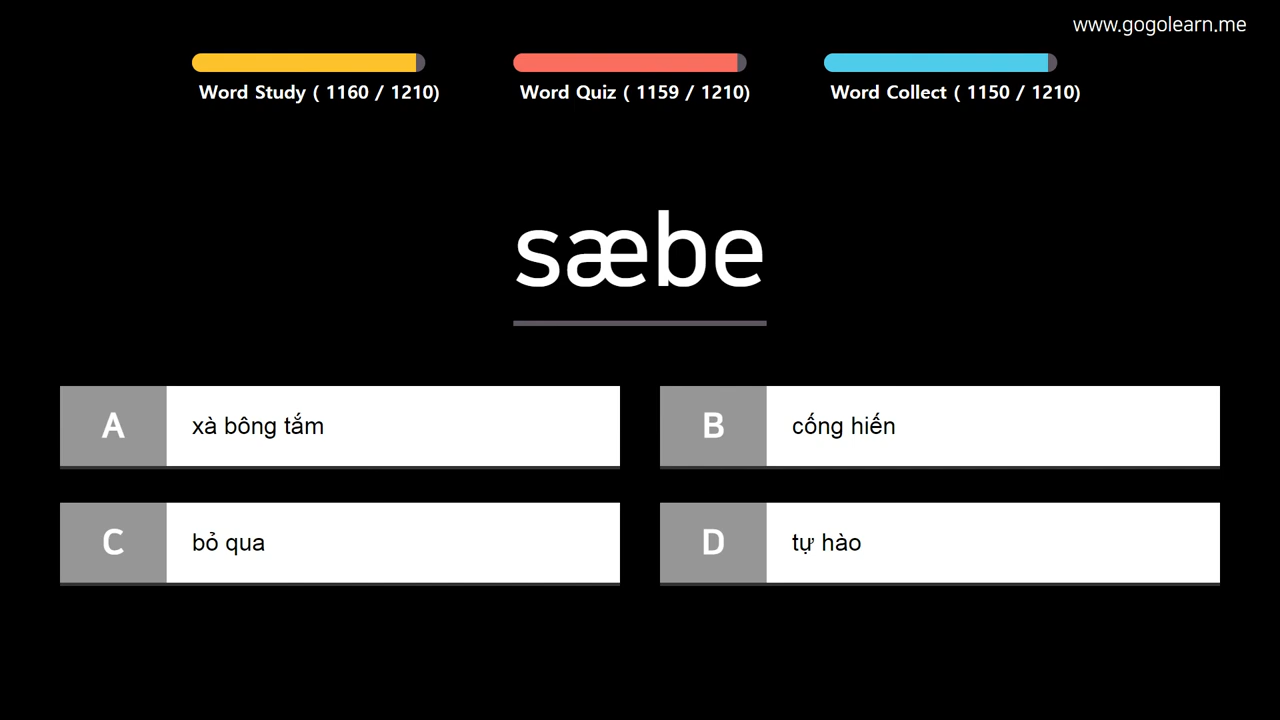 www.gogolearn.me
Word Study ( 1160 / 1210)
Word Quiz ( 1159 / 1210)
Word Collect ( 1150 / 1210)
sæbe
A
xà bông tắm
B
cống hiến
C
bỏ qua
D
tự hào